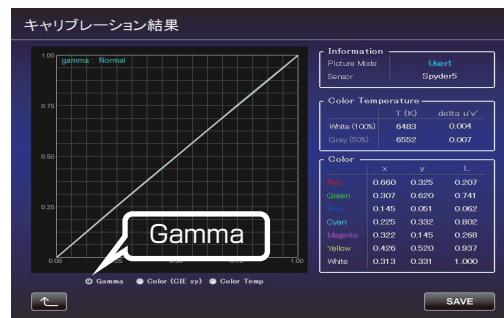 キャリブレーション結果
gamma : Normal
1.00
0.75
0.50
0.25
0.00
1.00
Gamma
Gamma Color (CIE xy) Color Temp
Information
Picture Mode User1
Sensor Spyder5
Color Temperature
T (K) delta u'v'
White (100%) 6483 0.004
Gray (50%) 6552 0.007
Color
x y L
Red 0.660 0.325 0.207
Green 0.307 0.620 0.741
Blue 0.145 0.051 0.062
Cyan 0.225 0.332 0.802
Magenta 0.322 0.145 0.268
Yellow 0.426 0.520 0.937
White 0.313 0.331 1.000
SAVE